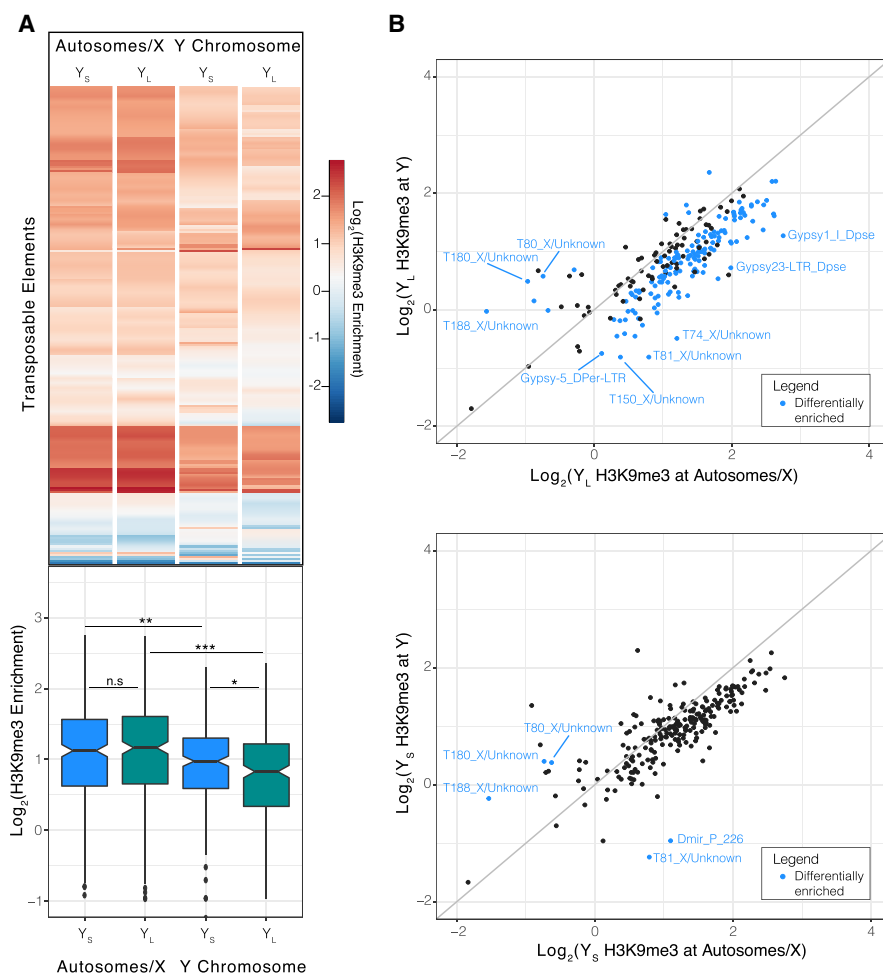 A
Autosomes/X Y Chromosome
YS YL YS YL
Transposable Elements
2
1
0
-1
-2
Log2(H3K9me3 Enrichment)
Log2(H3K9me3 Enrichment)
3
2
1
0
-1
**
***
n.s
*
YS YL YS YL
Autosomes/X Y Chromosome
B
Log2(YL H3K9me3 at Y)
4
2
0
-2
T80_X/Unknown
T180_X/Unknown
T188_X/Unknown
Gypsy1_I_Dpse
Gypsy23-LTR_Dpse
T74_X/Unknown
T81_X/Unknown
Gypsy-5_DPer-LTR
T150_X/Unknown
Legend
Differentially
enriched
-2 0 2 4
Log2(YL H3K9me3 at Autosomes/X)
Log2(YS H3K9me3 at Y)
4
2
0
-2
T80_X/Unknown
T180_X/Unknown
T188_X/Unknown
Dmir_P_226
T81_X/Unknown
Legend
Differentially
enriched
-2 0 2 4
Log2(YS H3K9me3 at Autosomes/X)